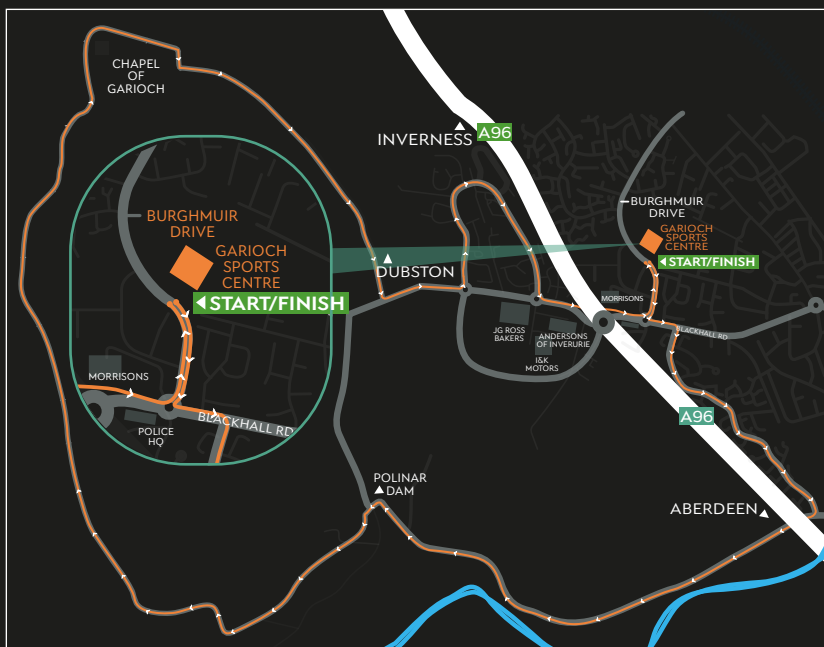 CHAPEL
OF
GARIOCH
BURGHMUIR
DRIVE
GARIOCH
SPORTS
CENTRE
START/FINISH
MORRISONS
POLICE
HQ
BLACKHALL RD
INVERNESS
A96
DUBSTON
BURGHMUIR
DRIVE
GARIOCH
SPORTS
CENTRE
START/FINISH
MORRISONS
JG ROSS
BAKERS
ANDERSONS
OF INVERURIE
I&K
MOTORS
BLACKHALL RD
A96
POLINAR
DAM
ABERDEEN